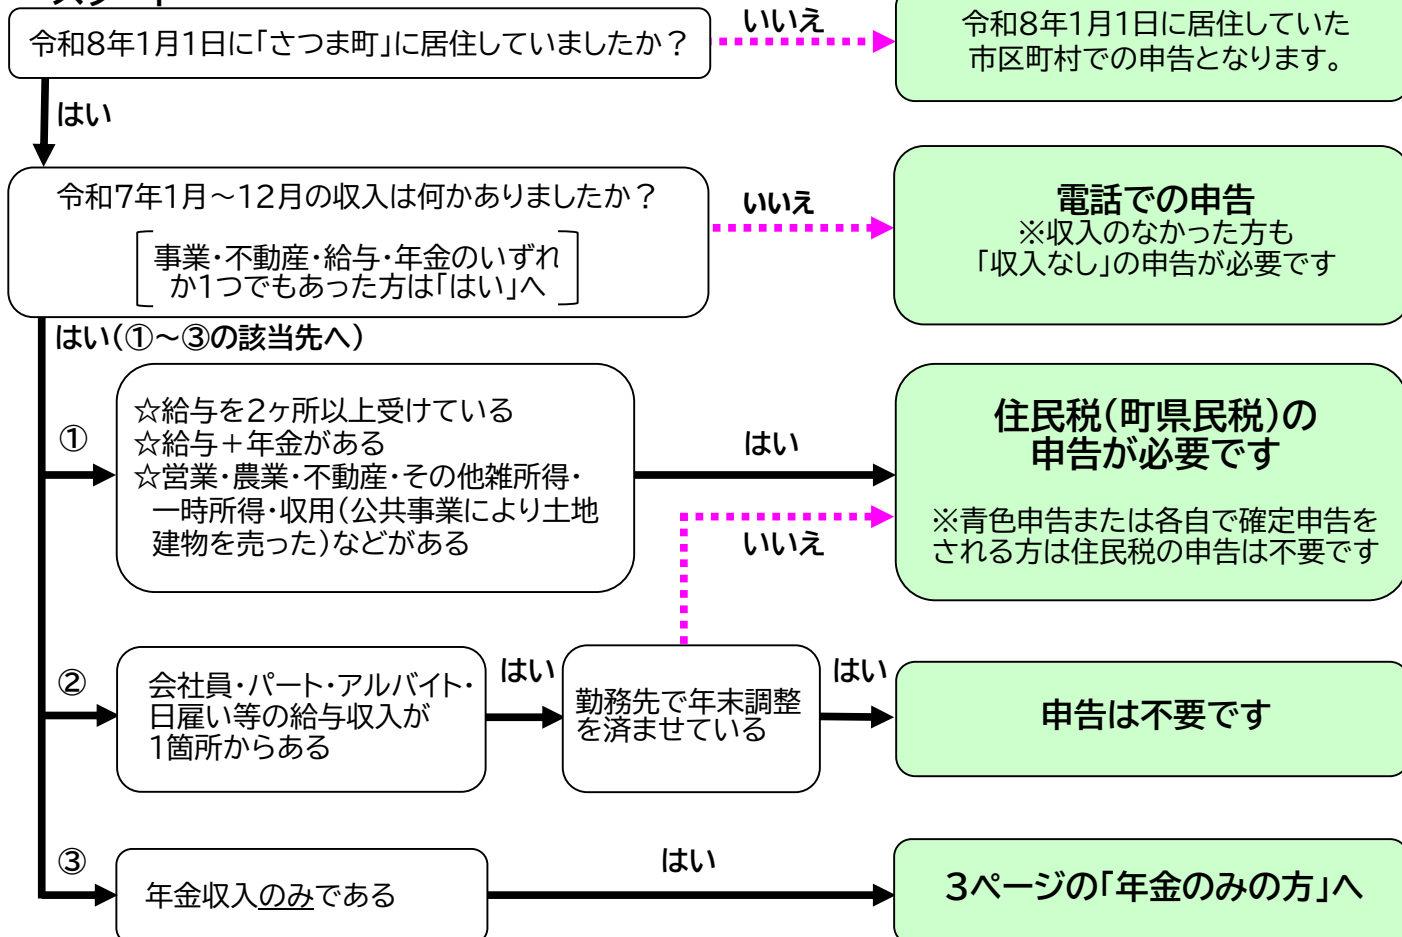 令和8年1月1日に「さつま町」に居住していましたか？
いいえ
令和8年1月1日に居住していた
市区町村での申告となります。
はい
令和7年1月～12月の収入は何かありましたか？
事業・不動産・給与・年金のいずれ
か1つでもあった方は「はい」へ
いいえ
電話での申告
※収入のなかった方も
「収入なし」の申告が必要です
はい（①～③の該当先へ）
①
☆給与を2ヶ所以上受けている
☆給与＋年金がある
☆営業・農業・不動産・その他雑所得・
一時所得・収用（公共事業により土地
建物を売った）などがある
はい
住民税（町県民税）の
申告が必要です
※青色申告または各自で確定申告を
される方は住民税の申告は不要です
いいえ
②
会社員・パート・アルバイト・
日雇い等の給与収入が
1箇所からある
はい
勤務先で年末調整
を済ませている
はい
申告は不要です
③
年金収入のみである
はい
3ページの「年金のみの方」へ